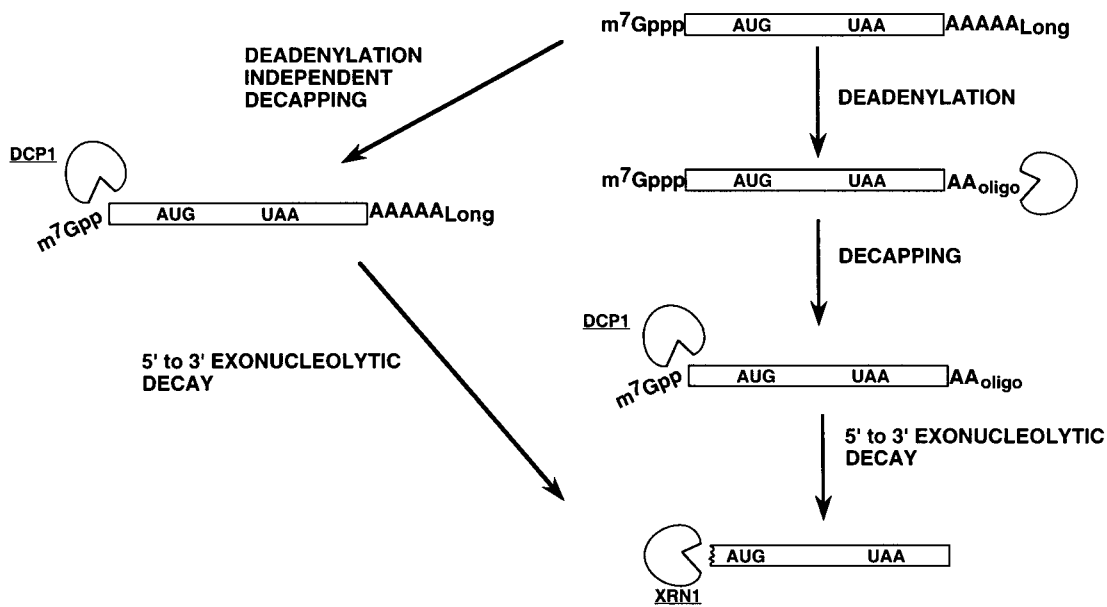 m⁷Gppp AUG UAA AAAAALong
DEADENYLATION
INDEPENDENT
DECAPPING
DEADENYLATION
DCP1
m⁷Gpp AUG UAA AAAAALong
m⁷Gppp AUG UAA AAoligo
DECAPPING
DCP1
m⁷Gpp AUG UAA AAoligo
5' to 3' EXONUCLEOLYTIC
DECAY
5' to 3' EXONUCLEOLYTIC
DECAY
AUG UAA
XRN1